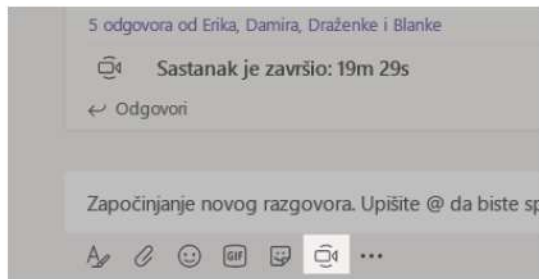 5 odgovora od Erika, Damira, Draženke i Blanke
Sastanak je završio: 19m 29s
Odgovori
Započinjanje novog razgovora. Upišite @ da biste sp
GIF